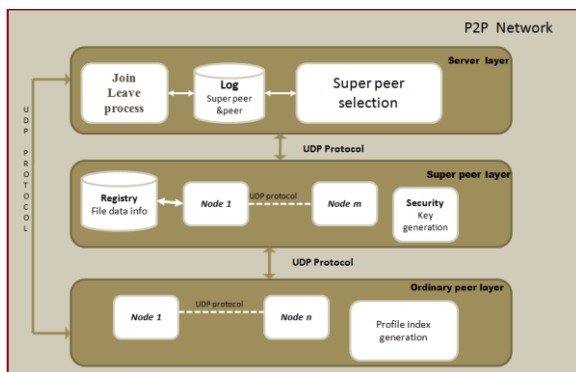 P2P Network
Server layer
Join
Leave
process
Log
Super peer
&peer
Super peer
selection
UDP PROTOCOL
UDP Protocol
Super peer layer
Registry
File data info
Node 1
UDP protocol
Node m
Security
Key
generation
UDP Protocol
Ordinary peer layer
Node 1
UDP protocol
Node n
Profile index
generation